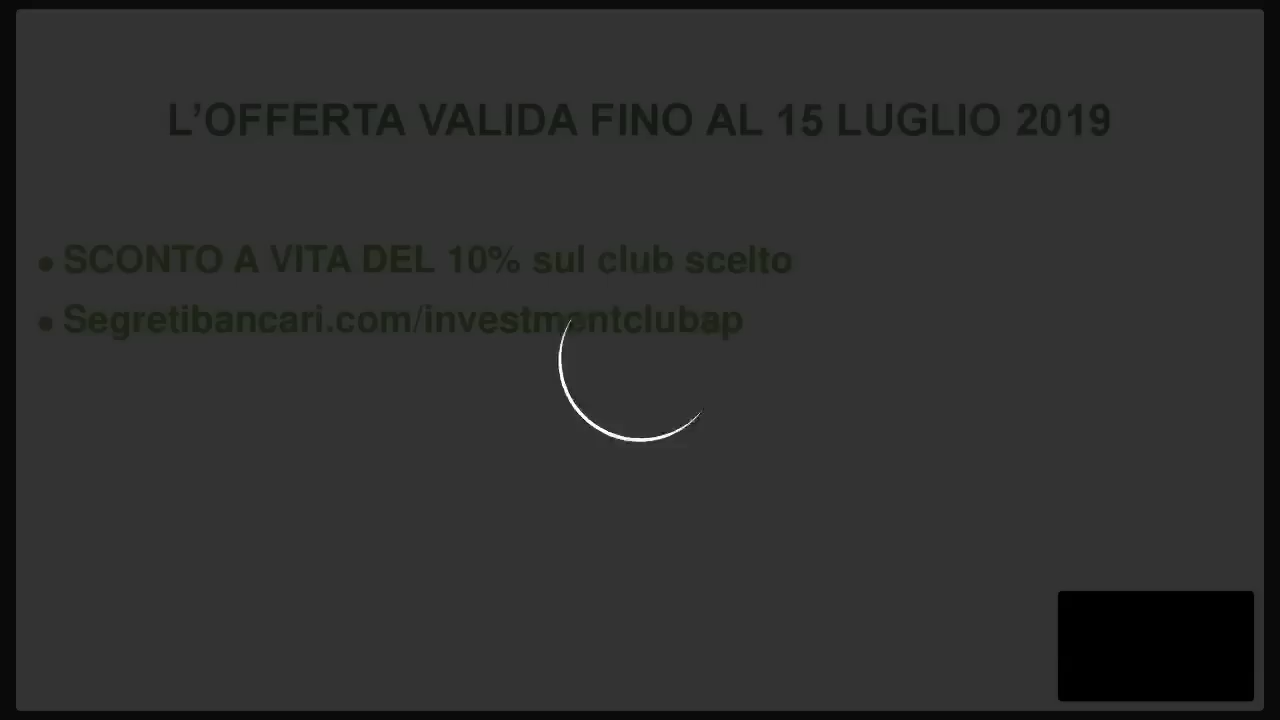 L’OFFERTA VALIDA FINO AL 15 LUGLIO 2019
• SCONTO A VITA DEL 10% sul club scelto
• Segretibancari.com/investmentclubap